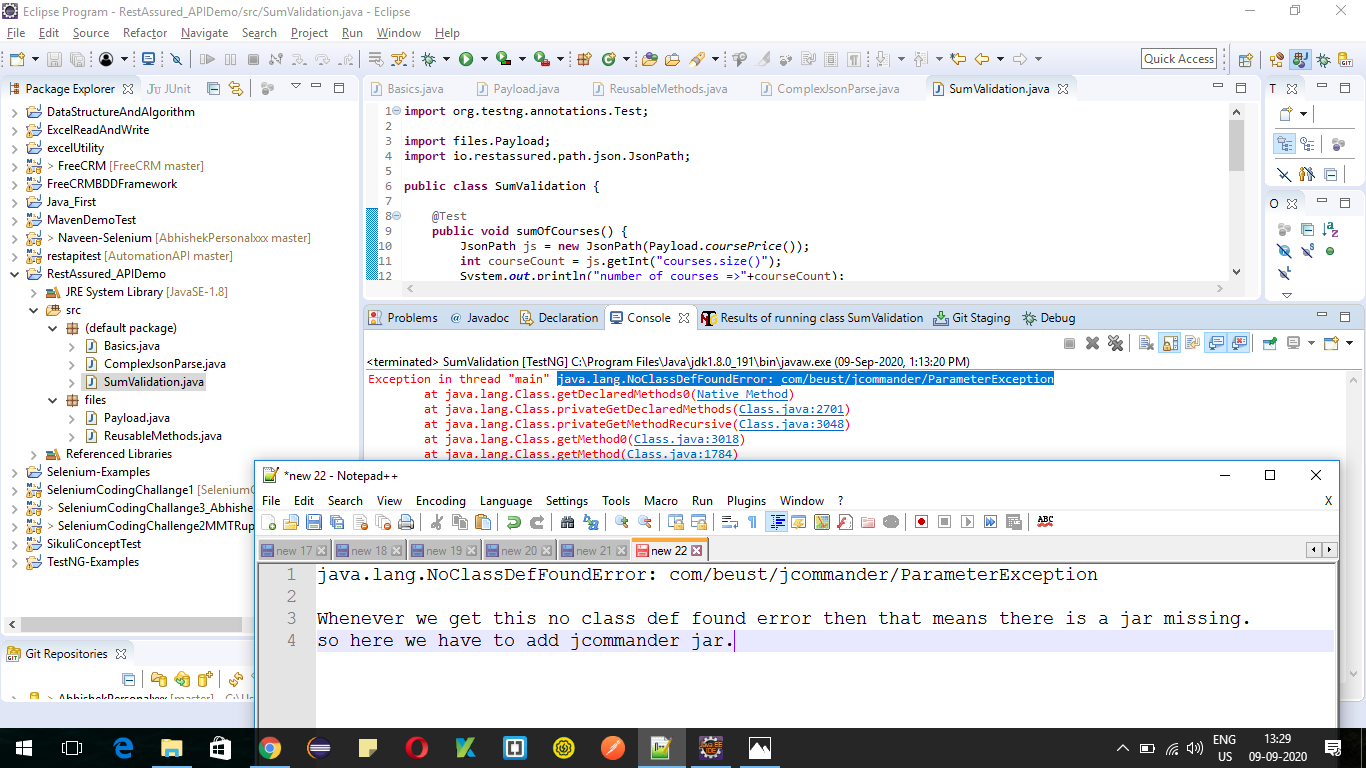 Eclipse Program - RestAssured_APIDemo/src/SumValidation.java - Eclipse
File Edit Source Refactor Navigate Search Project Run Window Help
Quick Access
Package Explorer JUnit
DataStructureAndAlgorithm
ExcelReadAndWrite
excelUtility
> FreeCRM [FreeCRM master]
FreeCRMBDDFramework
Java_First
MavenDemoTest
> Naveen-Selenium [AbhishekPersonalxxx master]
restapitest [AutomationAPI master]
RestAssured_APIDemo
JRE System Library [JavaSE-1.8]
src
(default package)
Basics.java
ComplexJsonParse.java
SumValidation.java
files
Payload.java
ReusableMethods.java
Referenced Libraries
Selenium-Examples
SeleniumCodingChallange1 [SeleniumC
> SeleniumCodingChallange3_Abhishe
> SeleniumCodingChallenge2MMTRup
SikuliConceptTest
TestNG-Examples
Git Repositories
> AbhishekPersonalxxx [master] - C:\Use
Basics.java Payload.java ReusableMethods.java ComplexJsonParse.java SumValidation.java
1 import org.testng.annotations.Test;
2
3 import files.Payload;
4 import io.restassured.path.json.JsonPath;
5
6 public class SumValidation {
7
8 @Test
9 public void sumOfCourses() {
10 JsonPath js = new JsonPath(Payload.coursePrice());
11 int courseCount = js.getInt("courses.size()");
12 System.out.println("number of courses =>"+courseCount);
T
O
Problems @ Javadoc Declaration Console Results of running class SumValidation Git Staging Debug
<terminated> SumValidation [TestNG] C:\Program Files\Java\jdk1.8.0_191\bin\javaw.exe (09-Sep-2020, 1:13:20 PM)
Exception in thread "main" java.lang.NoClassDefFoundError: com/beust/jcommander/ParameterException
at java.lang.Class.getDeclaredMethods0(Native Method)
at java.lang.Class.privateGetDeclaredMethods(Class.java:2701)
at java.lang.Class.privateGetMethodRecursive(Class.java:3048)
at java.lang.Class.getMethod0(Class.java:3018)
at java.lang.Class.getMethod(Class.java:1784)
*new 22 - Notepad++
File Edit Search View Encoding Language Settings Tools Macro Run Plugins Window ? X
ABC
new 17 new 18 new 19 new 20 new 21 new 22
1 java.lang.NoClassDefFoundError: com/beust/jcommander/ParameterException
2
3 Whenever we get this no class def found error then that means there is a jar missing.
4 so here we have to add jcommander jar.
ENG
US
13:29
09-09-2020